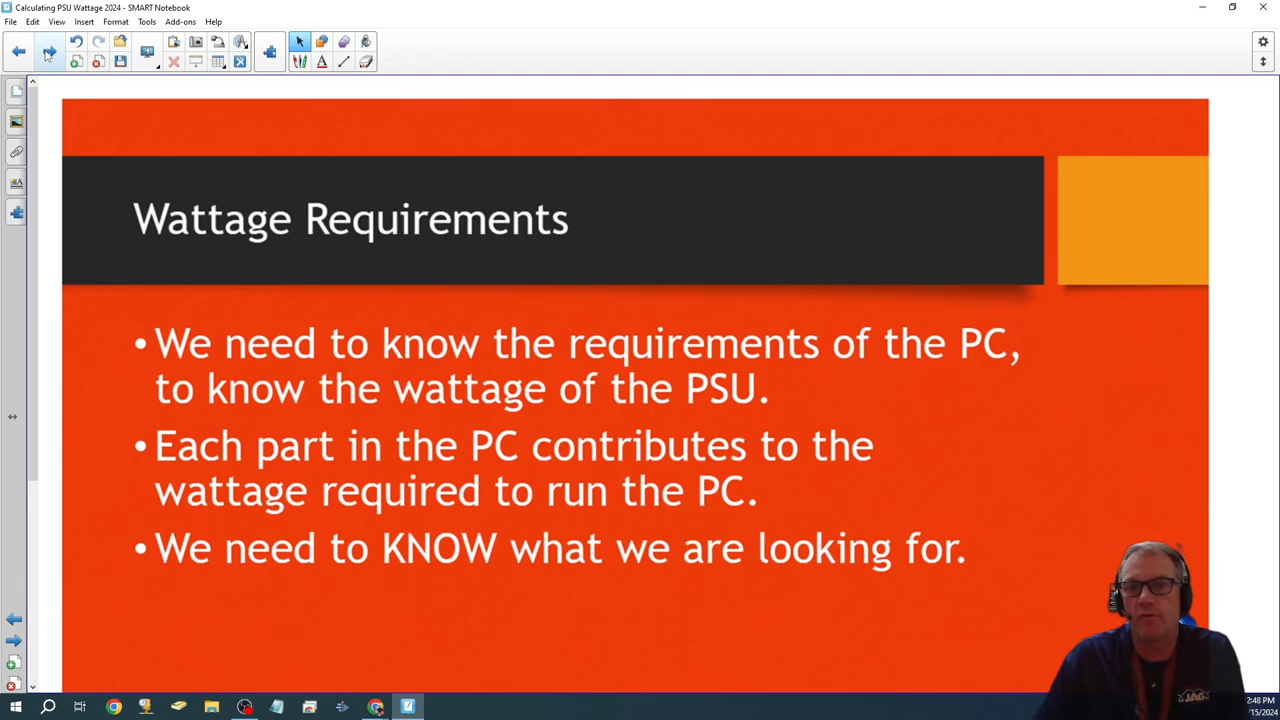 Calculating PSU Wattage 2024 - SMART Notebook
File Edit View Insert Format Tools Add-ons Help
Wattage Requirements
• We need to know the requirements of the PC,
to know the wattage of the PSU.
• Each part in the PC contributes to the
wattage required to run the PC.
• We need to KNOW what we are looking for.
JAG
2:48 PM
/15/2024